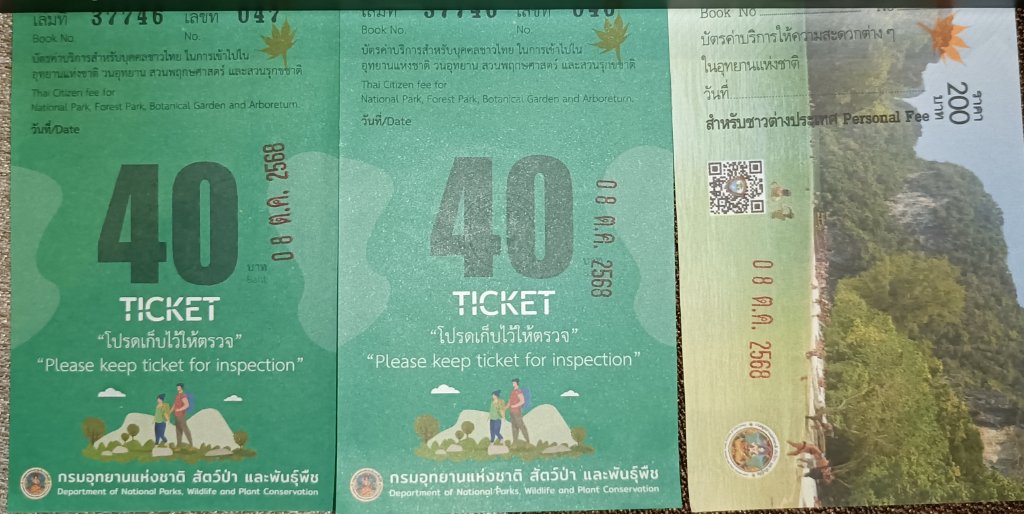 เล่มที่ 37746 เลขที่ 047
Book No. No.
บัตรค่าบริการสำหรับบุคคลชาวไทย ในการเข้าไปใน
อุทยานแห่งชาติ วนอุทยาน สวนพฤกษศาสตร์ และสวนรุกขชาติ
Thai Citizen fee for
National Park, Forest Park, Botanical Garden and Arboretum.
วันที่/Date
40
บาท
Baht
08 ต.ค. 2568
TICKET
“โปรดเก็บไว้ให้ตรวจ”
“Please keep ticket for inspection”
กรมอุทยานแห่งชาติ สัตว์ป่า และพันธุ์พืช
Department of National Parks, Wildlife and Plant Conservation
เล่มที่ 37746 เลขที่
Book No. No.
บัตรค่าบริการสำหรับบุคคลชาวไทย ในการเข้าไปใน
อุทยานแห่งชาติ วนอุทยาน สวนพฤกษศาสตร์ และสวนรุกขชาติ
Thai Citizen fee for
National Park, Forest Park, Botanical Garden and Arboretum.
วันที่/Date
40
08 ต.ค. 2568
TICKET
“โปรดเก็บไว้ให้ตรวจ”
“Please keep ticket for inspection”
กรมอุทยานแห่งชาติ สัตว์ป่า และพันธุ์พืช
Department of National Parks, Wildlife and Plant Conservation
Book No No
บัตรค่าบริการให้ความสะดวกต่าง ๆ
ในอุทยานแห่งชาติ
วันที่
ราคา
200
บาท
สำหรับชาวต่างประเทศ Personal Fee
08 ต.ค. 2568